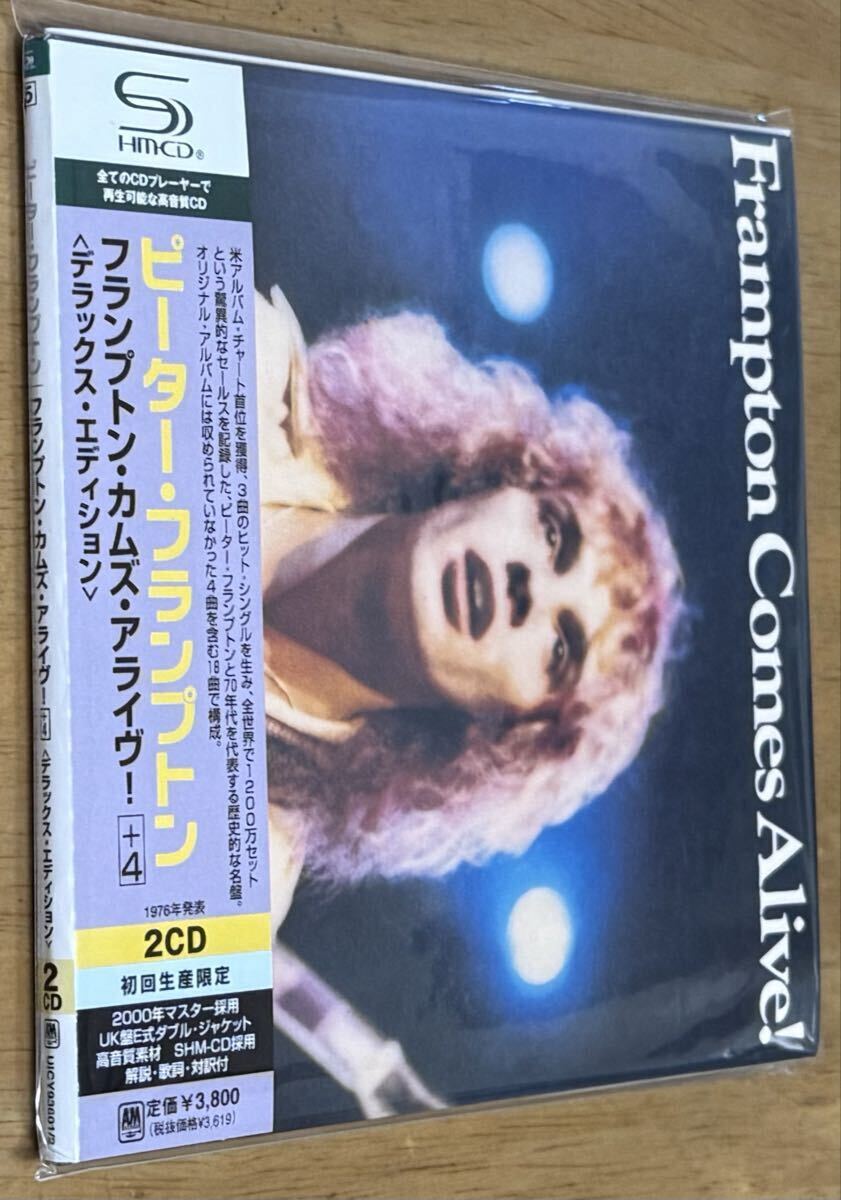 SHM-CD®
全てのCDプレーヤーで
再生可能な高音質CD
ピーター・フランプトン
フランプトン・カムズ・アライヴ! +4
<デラックス・エディション>
米アルバム・チャート首位を獲得、3曲のヒット・シングルを生み、全世界で1200万セット
という驚異的なセールスを記録した、ピーター・フランプトンと70年代を代表する歴史的な名盤。
オリジナル・アルバムには収められていなかった4曲を含む18曲で構成。
1976年発表
2CD
初回生産限定
2000年マスター採用
UK盤E式ダブル・ジャケット
高音質素材 SHM-CD採用
解説・歌詞・対訳付
AM 定価¥3,800
(税抜価格¥3,619)
Frampton Comes Alive!
ピーター・フランプトン フランプトン・カムズ・アライヴ! +4 <デラックス・エディション>
2
CD
AM